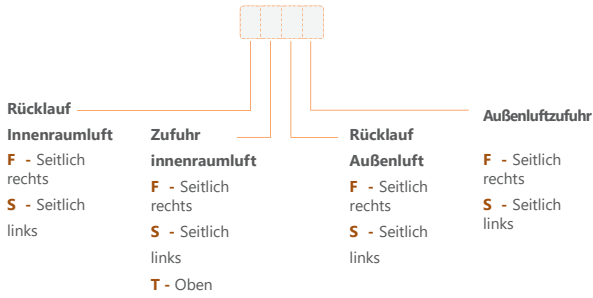 Rücklauf
Innenraumluft
F - Seitlich
rechts
S - Seitlich
links
Zufuhr
innenraumluft
F - Seitlich
rechts
S - Seitlich
links
T - Oben
Rücklauf
Außenluft
F - Seitlich
rechts
S - Seitlich
links
Außenluftzufuhr
F - Seitlich
rechts
S - Seitlich
links